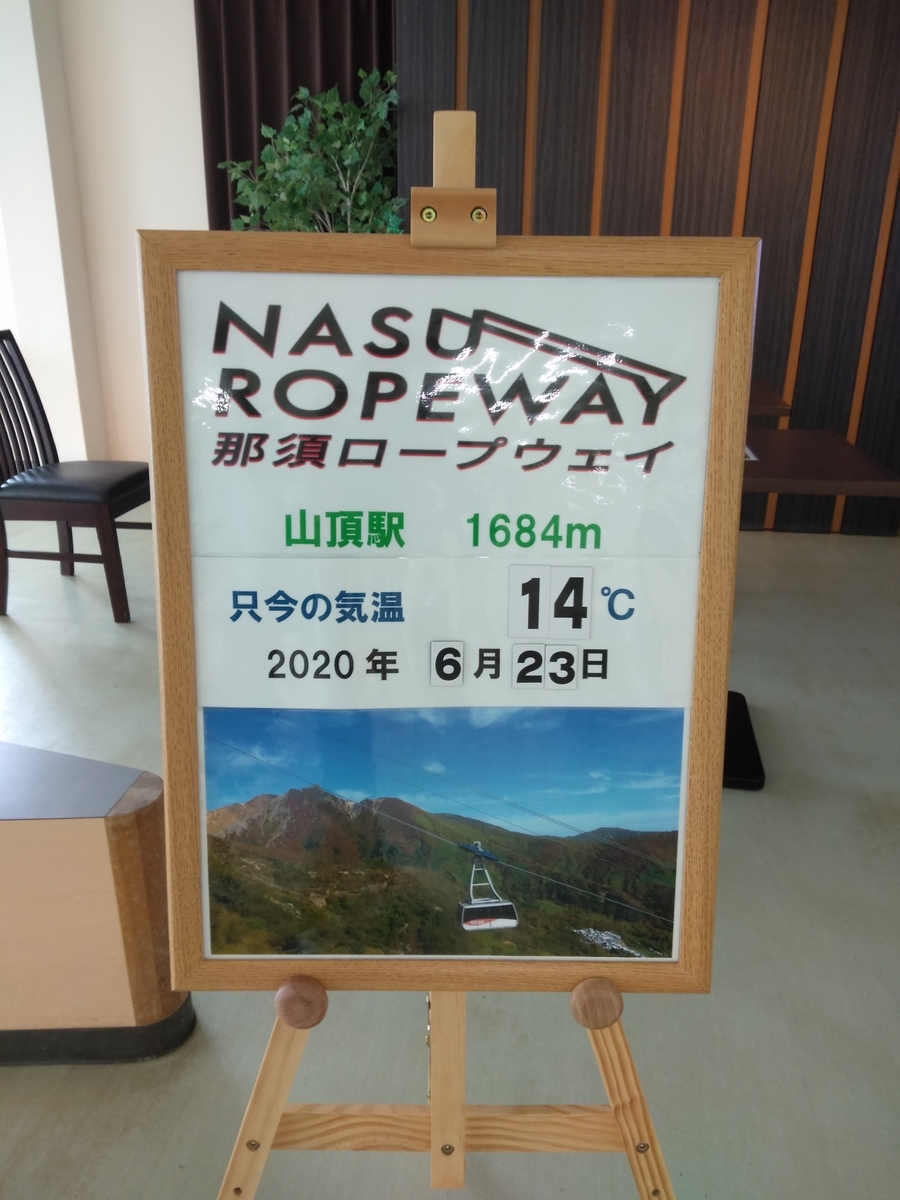 NASU
ROPEWAY
那須ロープウェイ
山頂駅 1684m
只今の気温 14℃
2020年 6月23日